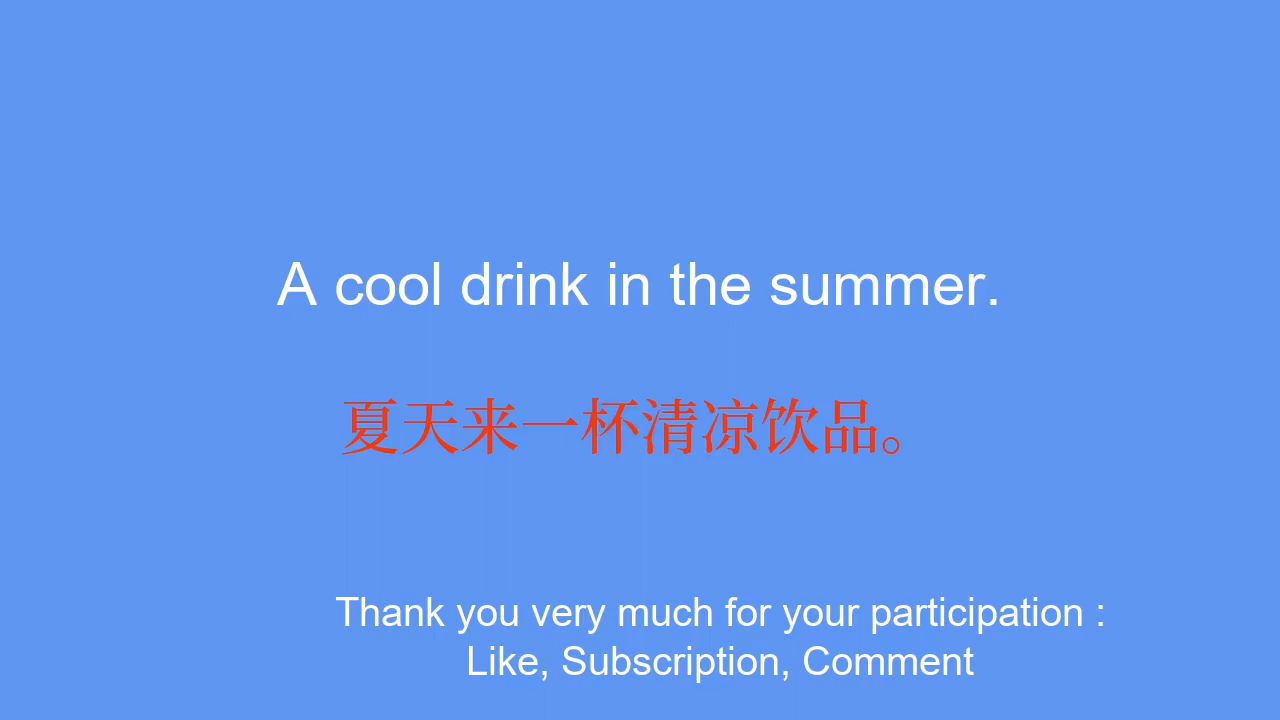 A cool drink in the summer.
夏天来一杯清凉饮品。
Thank you very much for your participation :
Like, Subscription, Comment